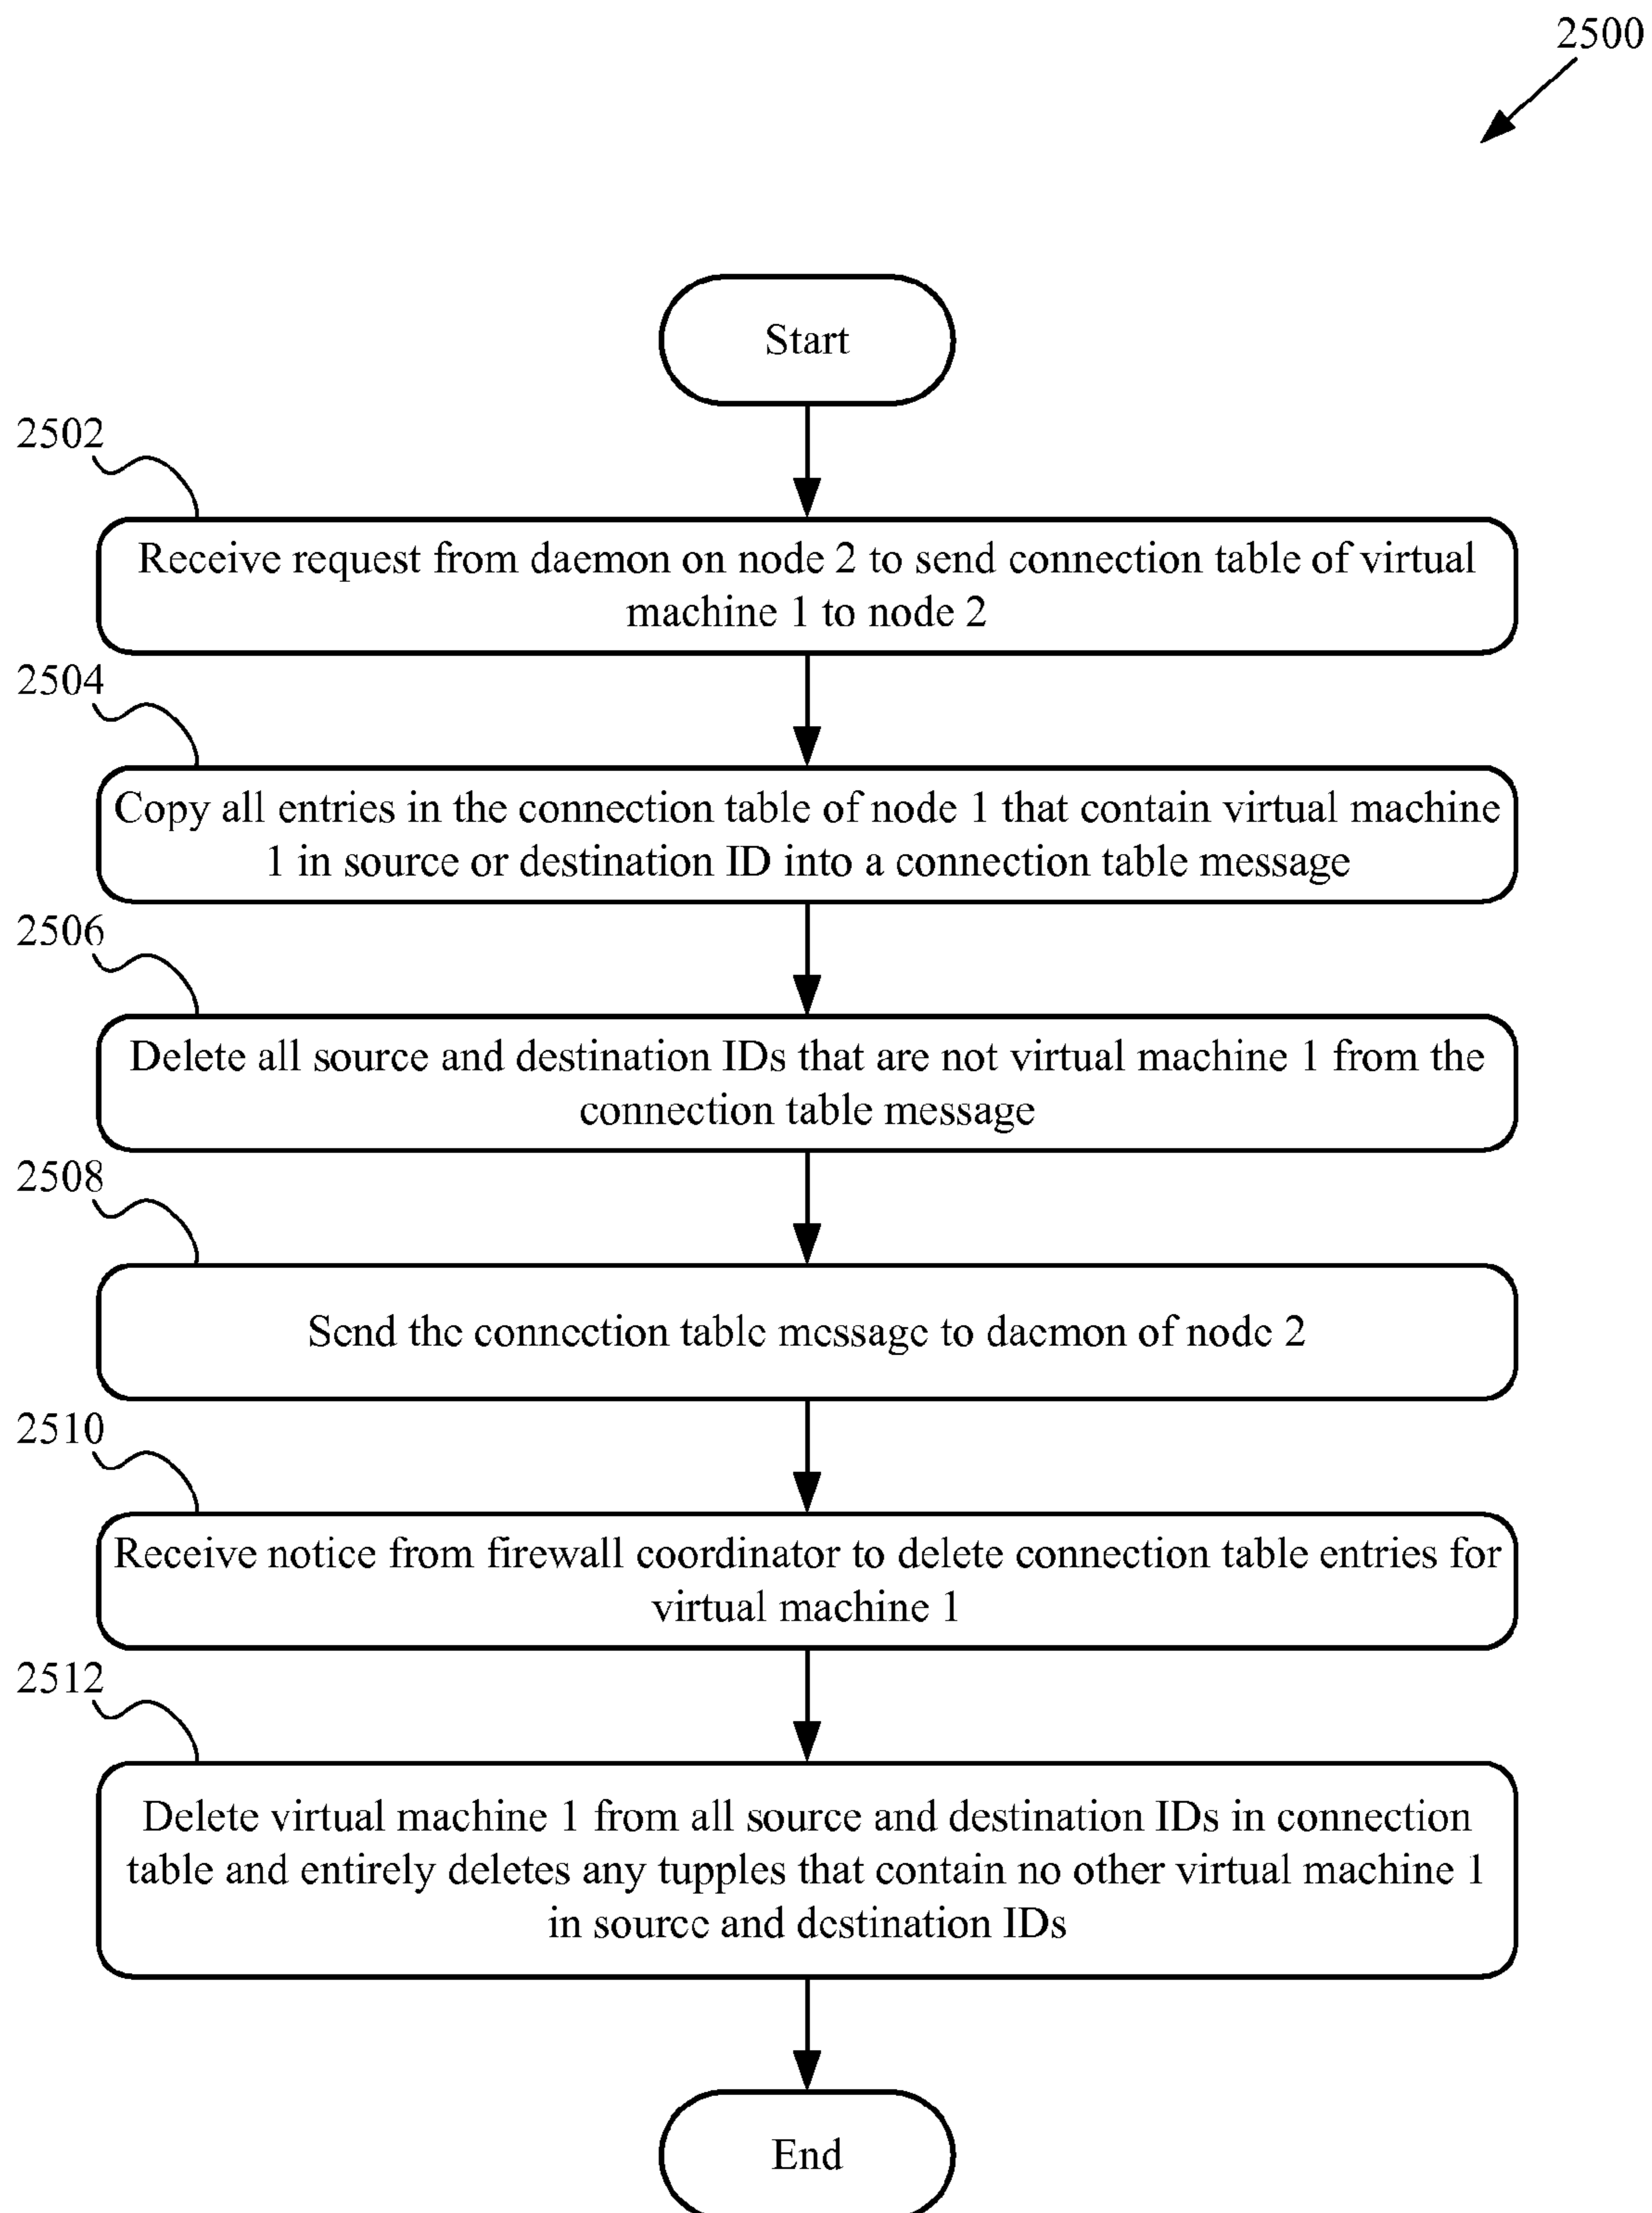 2500
Start
2502
Receive request from daemon on node 2 to send connection table of virtual
machine 1 to node 2
2504
Copy all entries in the connection table of node 1 that contain virtual machine
1 in source or destination ID into a connection table message
2506
Delete all source and destination IDs that are not virtual machine 1 from the
connection table message
2508
Send the connection table message to daemon of node 2
2510
Receive notice from firewall coordinator to delete connection table entries for
virtual machine 1
2512
Delete virtual machine 1 from all source and destination IDs in connection
table and entirely deletes any tupples that contain no other virtual machine 1
in source and destination IDs
End